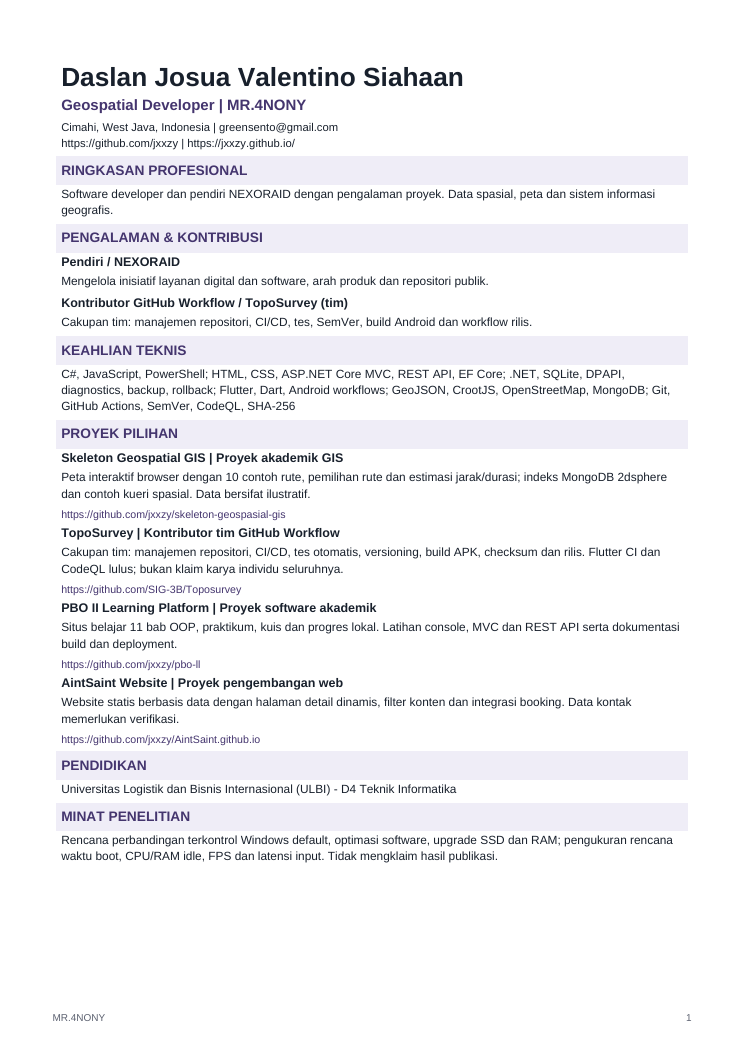 Daslan Josua Valentino Siahaan
Geospatial Developer | MR.4NONY
Cimahi, West Java, Indonesia | greensento@gmail.com
https://github.com/jxxzy | https://jxxzy.github.io/
RINGKASAN PROFESIONAL
Software developer dan pendiri NEXORAID dengan pengalaman proyek. Data spasial, peta dan sistem informasi
geografis.
PENGALAMAN & KONTRIBUSI
Pendiri / NEXORAID
Mengelola inisiatif layanan digital dan software, arah produk dan repositori publik.
Kontributor GitHub Workflow / TopoSurvey (tim)
Cakupan tim: manajemen repositori, CI/CD, tes, SemVer, build Android dan workflow rilis.
KEAHLIAN TEKNIS
C#, JavaScript, PowerShell; HTML, CSS, ASP.NET Core MVC, REST API, EF Core; .NET, SQLite, DPAPI,
diagnostics, backup, rollback; Flutter, Dart, Android workflows; GeoJSON, CrootJS, OpenStreetMap, MongoDB; Git,
GitHub Actions, SemVer, CodeQL, SHA-256
PROYEK PILIHAN
Skeleton Geospatial GIS | Proyek akademik GIS
Peta interaktif browser dengan 10 contoh rute, pemilihan rute dan estimasi jarak/durasi; indeks MongoDB 2dsphere
dan contoh kueri spasial. Data bersifat ilustratif.
https://github.com/jxxzy/skeleton-geospasial-gis
TopoSurvey | Kontributor tim GitHub Workflow
Cakupan tim: manajemen repositori, CI/CD, tes otomatis, versioning, build APK, checksum dan rilis. Flutter CI dan
CodeQL lulus; bukan klaim karya individu seluruhnya.
https://github.com/SIG-3B/Toposurvey
PBO II Learning Platform | Proyek software akademik
Situs belajar 11 bab OOP, praktikum, kuis dan progres lokal. Latihan console, MVC dan REST API serta dokumentasi
build dan deployment.
https://github.com/jxxzy/pbo-ll
AintSaint Website | Proyek pengembangan web
Website statis berbasis data dengan halaman detail dinamis, filter konten dan integrasi booking. Data kontak
memerlukan verifikasi.
https://github.com/jxxzy/AintSaint.github.io
PENDIDIKAN
Universitas Logistik dan Bisnis Internasional (ULBI) - D4 Teknik Informatika
MINAT PENELITIAN
Rencana perbandingan terkontrol Windows default, optimasi software, upgrade SSD dan RAM; pengukuran rencana
waktu boot, CPU/RAM idle, FPS dan latensi input. Tidak mengklaim hasil publikasi.
MR.4NONY
1